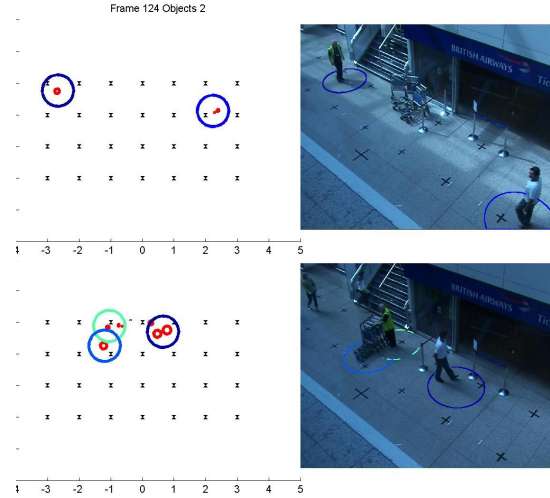 Frame 124 Objects 2
BRITISH AIRWAYS
Tic
-3 -2 -1 0 1 2 3 4 5
BRITISH AIRWAYS
-3 -2 -1 0 1 2 3 4 5